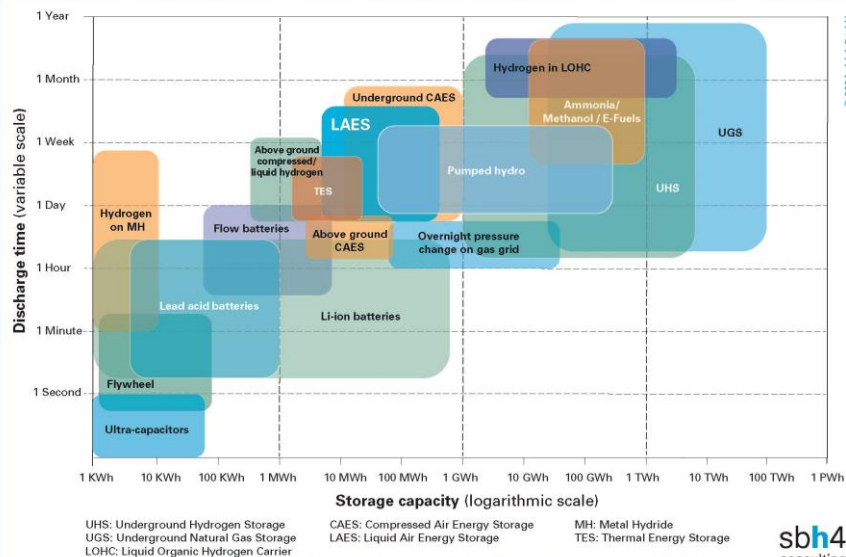 1 Year
1 Month
1 Week
1 Day
1 Hour
1 Minute
1 Second
Discharge time (variable scale)
Hydrogen in LOHC
Underground CAES
Ammonia/
Methanol / E-Fuels
LAES
UGS
Above ground
compressed/
liquid hydrogen
Pumped hydro
TES
UHS
Hydrogen
on MH
Flow batteries
Above ground
CAES
Overnight pressure
change on gas grid
Lead acid batteries
Li-ion batteries
Flywheel
Ultra-capacitors
1 KWh
10 KWh
100 KWh
1 MWh
10 MWh
100 MWh
1 GWh
10 GWh
100 GWh
1 TWh
10 TWh
100 TWh
1 PWh
Storage capacity (logarithmic scale)
UHS: Underground Hydrogen Storage
UGS: Underground Natural Gas Storage
LOHC: Liquid Organic Hydrogen Carrier
CAES: Compressed Air Energy Storage
LAES: Liquid Air Energy Storage
MH: Metal Hydride
TES: Thermal Energy Storage
sbh4